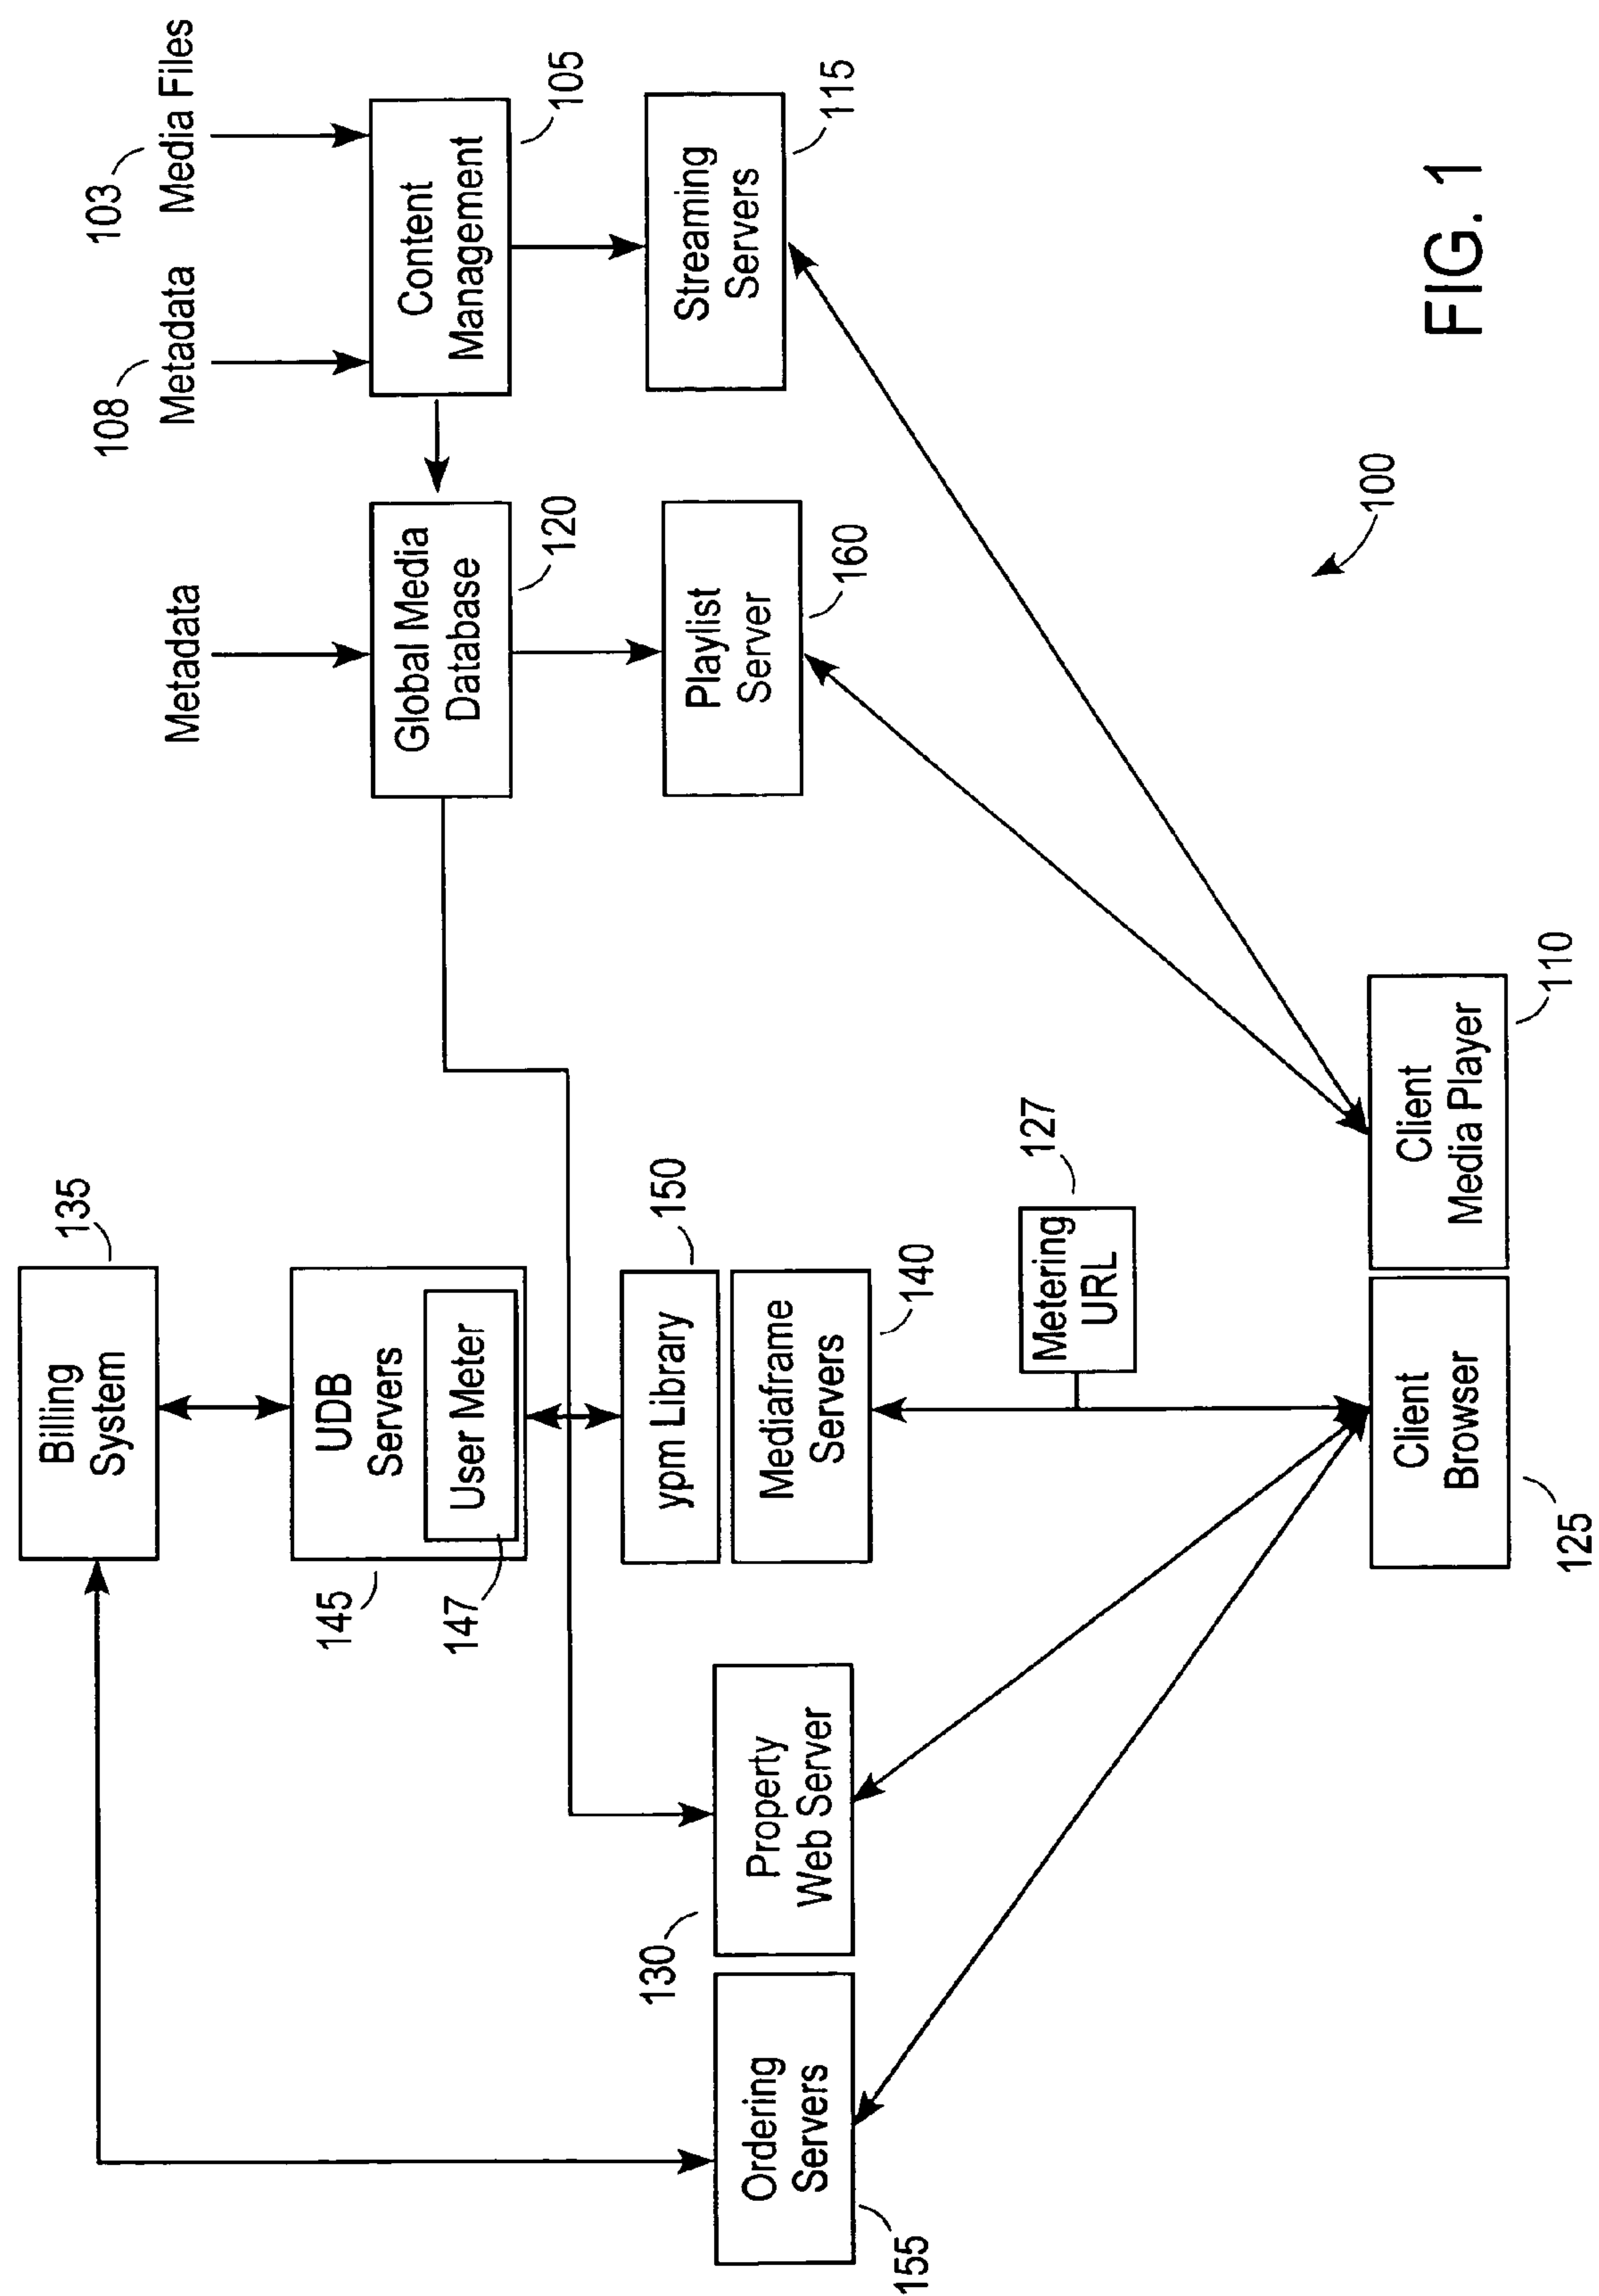 135
Billing
System
UDB
Servers
User Meter
145
147
150
ypm Library
Mediaframe
Servers
140
Property
Web Server
130
Ordering
Servers
155
Metering
URL
127
Client
Browser
125
Client
Media Player
110
Metadata
108
Metadata
103
Media Files
Global Media
Database
120
Content
Management
105
Playlist
Server
160
Streaming
Servers
115
100
FIG. 1